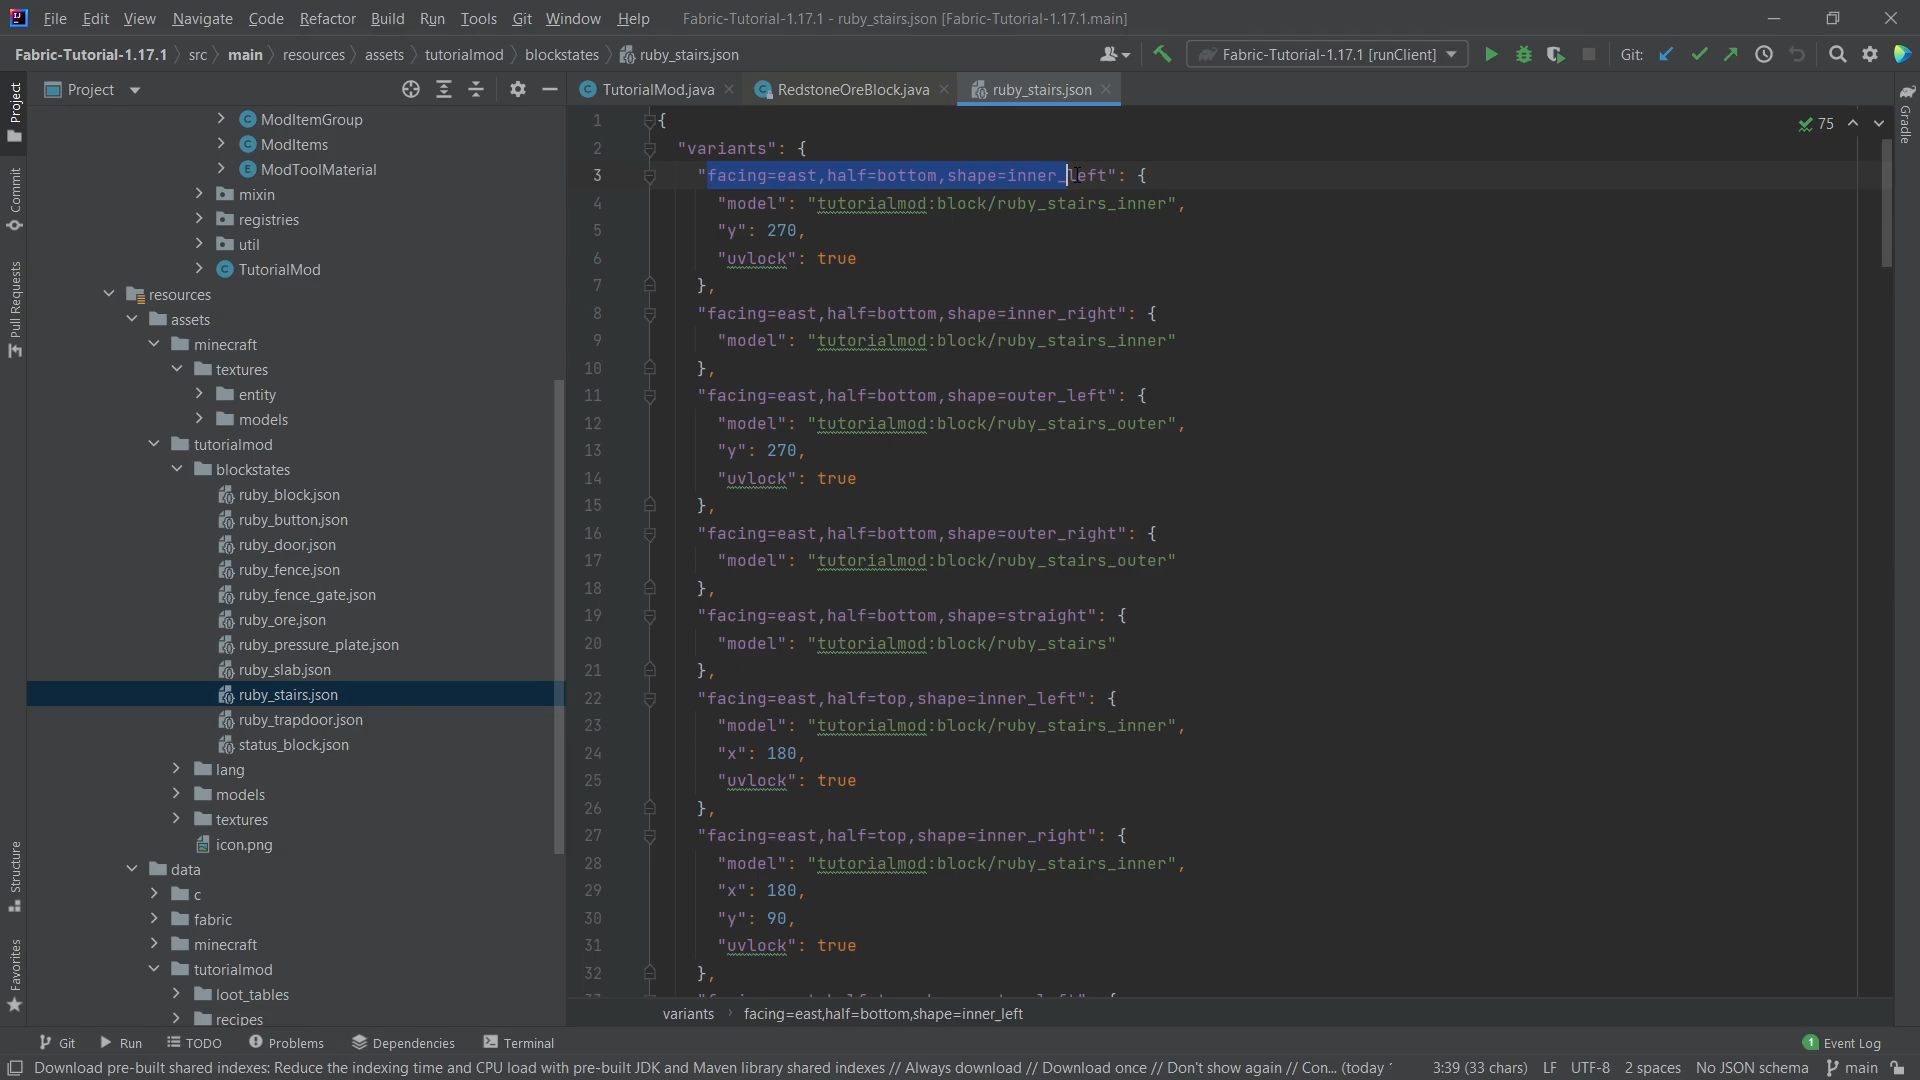 File Edit View Navigate Code Refactor Build Run Tools Git Window Help Fabric-Tutorial-1.17.1 - ruby_stairs.json [Fabric-Tutorial-1.17.1.main]
Fabric-Tutorial-1.17.1 src main resources assets tutorialmod blockstates ruby_stairs.json Fabric-Tutorial-1.17.1 [runClient] Git:
Project TutorialMod.java RedstoneOreBlock.java ruby_stairs.json
Project
Commit
Pull Requests
Structure
Favorites
Gradle
ModItemGroup
ModItems
ModToolMaterial
mixin
registries
util
TutorialMod
resources
assets
minecraft
textures
entity
models
tutorialmod
blockstates
ruby_block.json
ruby_button.json
ruby_door.json
ruby_fence.json
ruby_fence_gate.json
ruby_ore.json
ruby_pressure_plate.json
ruby_slab.json
ruby_stairs.json
ruby_trapdoor.json
status_block.json
lang
models
textures
icon.png
data
c
fabric
minecraft
tutorialmod
loot_tables
recipes
75
1 {
2 "variants": {
3 "facing=east,half=bottom,shape=inner_left": {
4 "model": "tutorialmod:block/ruby_stairs_inner",
5 "y": 270,
6 "uvlock": true
7 },
8 "facing=east,half=bottom,shape=inner_right": {
9 "model": "tutorialmod:block/ruby_stairs_inner"
10 },
11 "facing=east,half=bottom,shape=outer_left": {
12 "model": "tutorialmod:block/ruby_stairs_outer",
13 "y": 270,
14 "uvlock": true
15 },
16 "facing=east,half=bottom,shape=outer_right": {
17 "model": "tutorialmod:block/ruby_stairs_outer"
18 },
19 "facing=east,half=bottom,shape=straight": {
20 "model": "tutorialmod:block/ruby_stairs"
21 },
22 "facing=east,half=top,shape=inner_left": {
23 "model": "tutorialmod:block/ruby_stairs_inner",
24 "x": 180,
25 "uvlock": true
26 },
27 "facing=east,half=top,shape=inner_right": {
28 "model": "tutorialmod:block/ruby_stairs_inner",
29 "x": 180,
30 "y": 90,
31 "uvlock": true
32 },
variants facing=east,half=bottom,shape=inner_left
Git Run TODO Problems Dependencies Terminal 1 Event Log
Download pre-built shared indexes: Reduce the indexing time and CPU load with pre-built JDK and Maven library shared indexes // Always download // Download once // Don't show again // Con... (today 3:39 (33 chars) LF UTF-8 2 spaces No JSON schema main